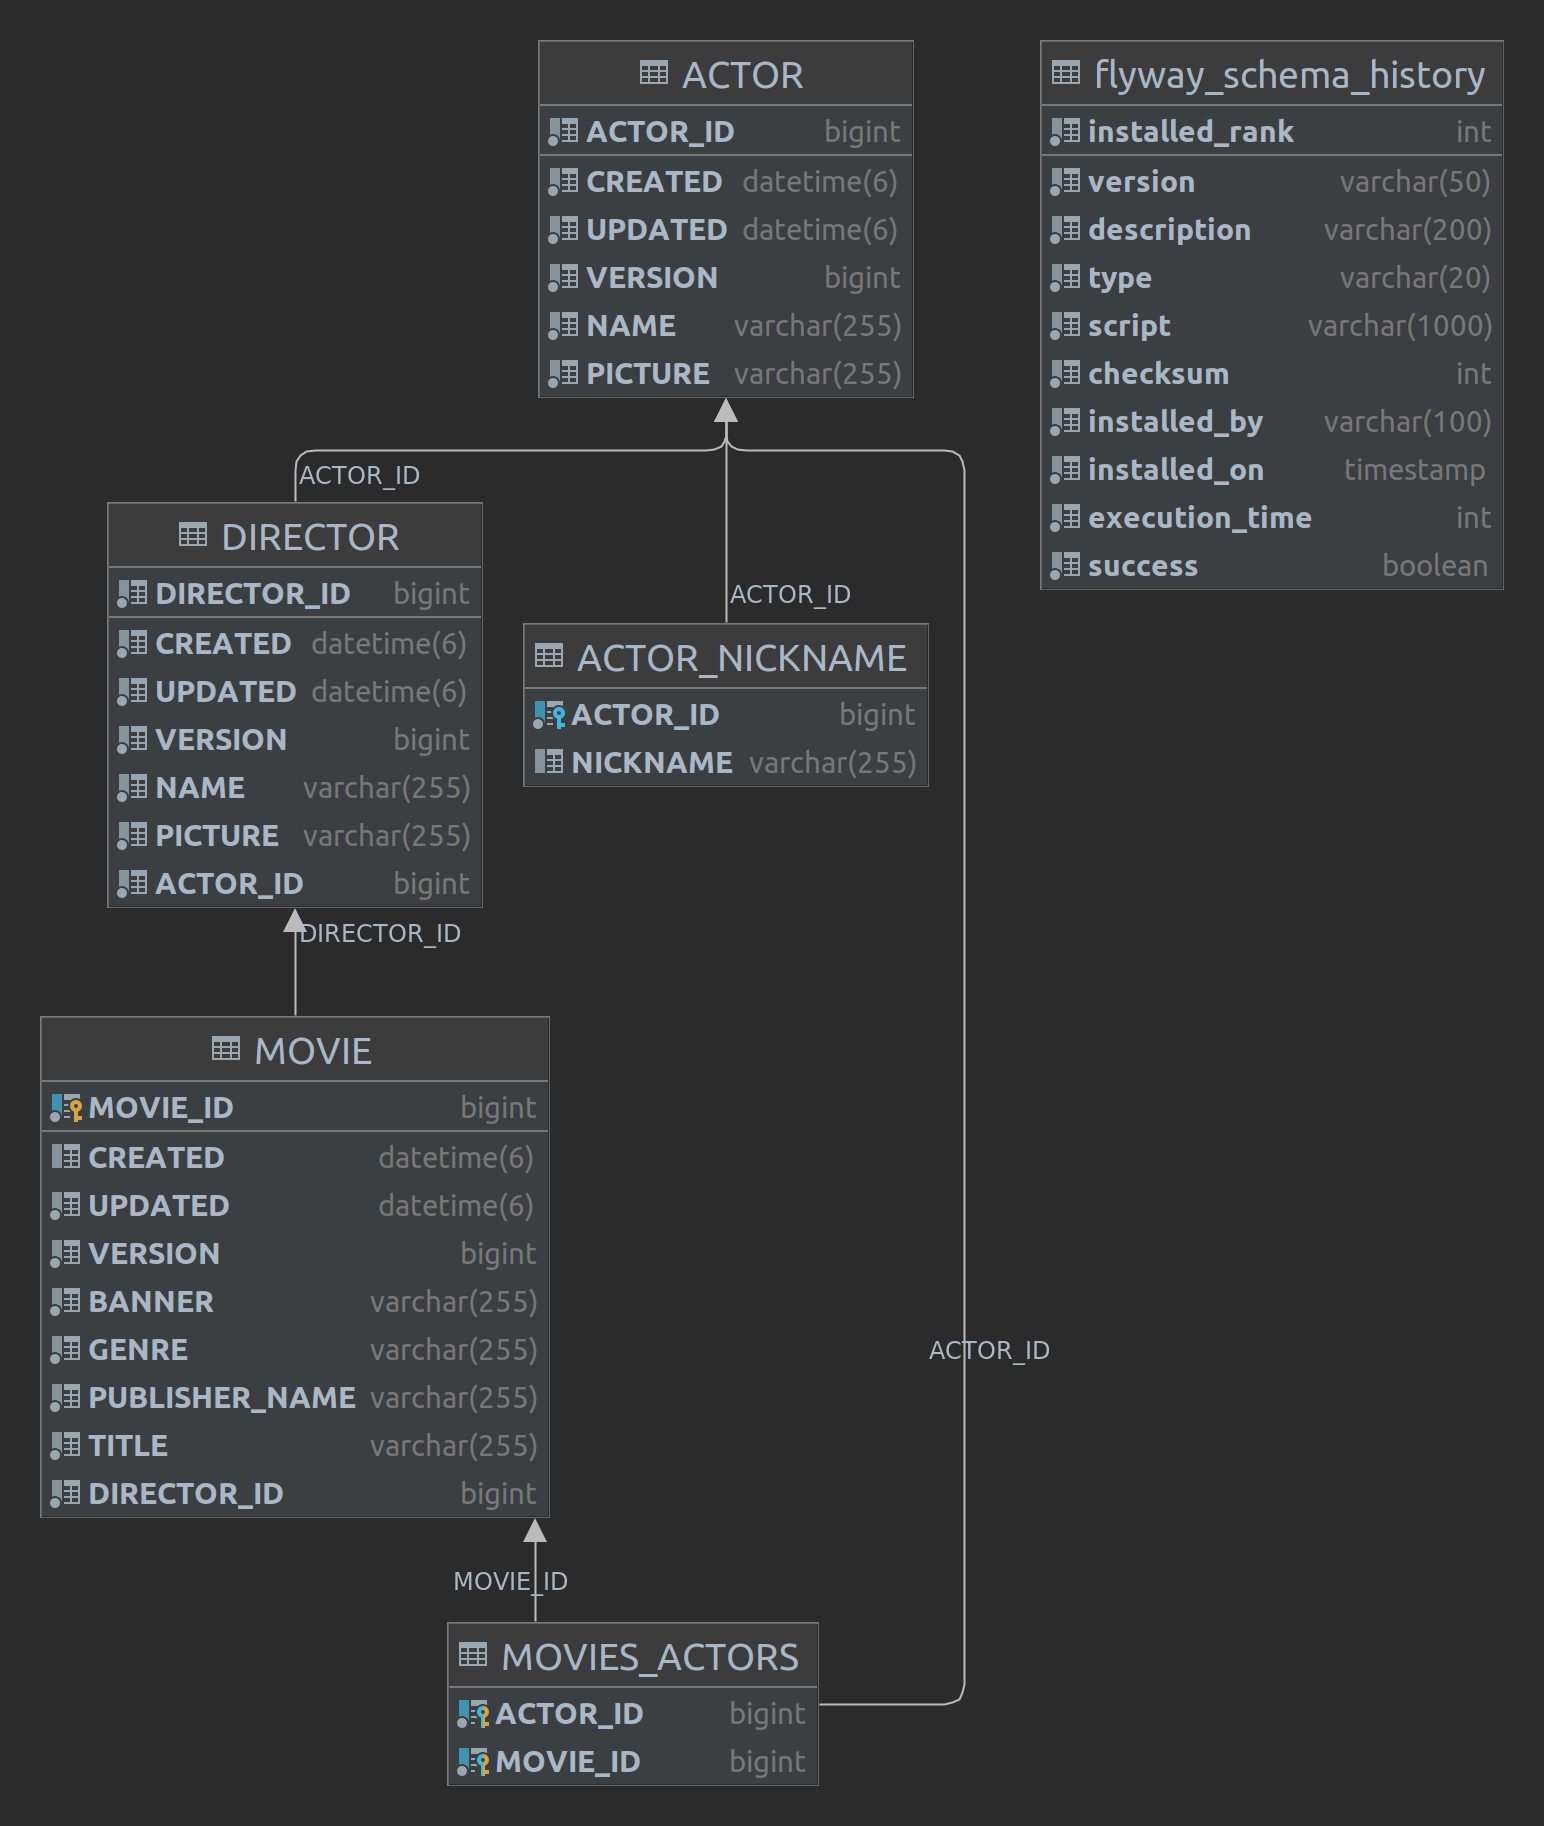 ACTOR
ACTOR_ID bigint
CREATED datetime(6)
UPDATED datetime(6)
VERSION bigint
NAME varchar(255)
PICTURE varchar(255)
flyway_schema_history
installed_rank int
version varchar(50)
description varchar(200)
type varchar(20)
script varchar(1000)
checksum int
installed_by varchar(100)
installed_on timestamp
execution_time int
success boolean
ACTOR_ID
DIRECTOR
DIRECTOR_ID bigint
CREATED datetime(6)
UPDATED datetime(6)
VERSION bigint
NAME varchar(255)
PICTURE varchar(255)
ACTOR_ID bigint
ACTOR_ID
ACTOR_NICKNAME
ACTOR_ID bigint
NICKNAME varchar(255)
DIRECTOR_ID
MOVIE
MOVIE_ID bigint
CREATED datetime(6)
UPDATED datetime(6)
VERSION bigint
BANNER varchar(255)
GENRE varchar(255)
PUBLISHER_NAME varchar(255)
TITLE varchar(255)
DIRECTOR_ID bigint
ACTOR_ID
MOVIE_ID
MOVIES_ACTORS
ACTOR_ID bigint
MOVIE_ID bigint